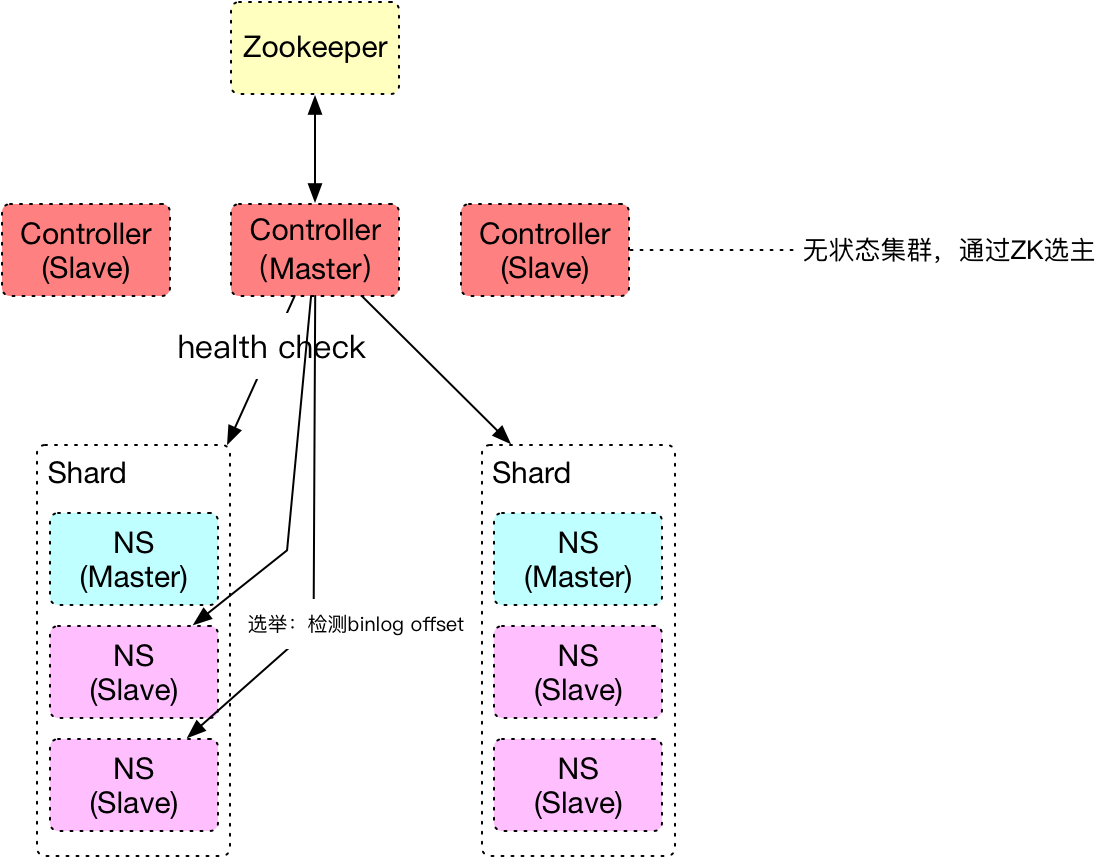 Zookeeper
Controller
(Slave)
Controller
（Master）
Controller
(Slave)
无状态集群，通过ZK选主
health check
Shard
NS
(Master)
选举：检测binlog offset
NS
(Slave)
NS
(Slave)
Shard
NS
(Master)
NS
(Slave)
NS
(Slave)